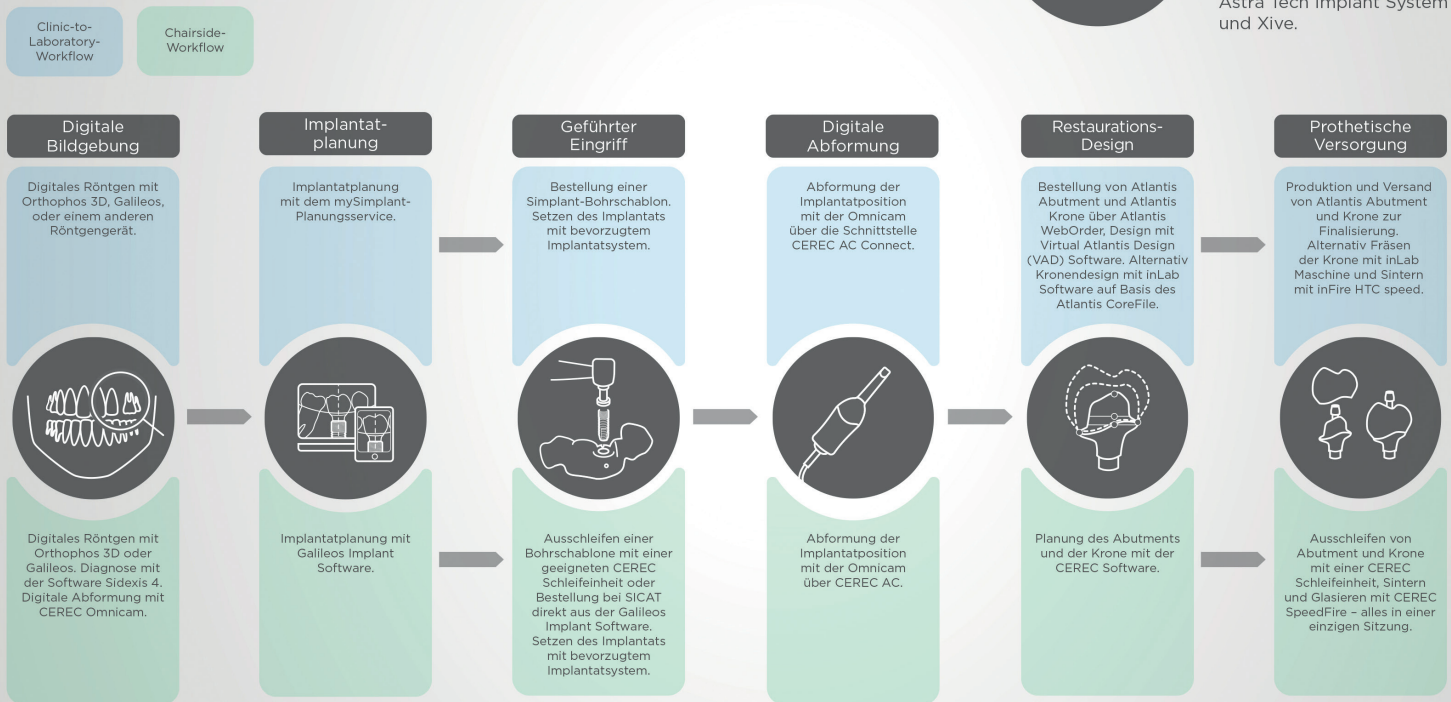 Astra Tech Implant System
und Xive.
Clinic-to-
Laboratory-
Workflow
Chairside-
Workflow
Digitale
Bildgebung
Implantat-
planung
Geführter
Eingriff
Digitale
Abformung
Restaurations-
Design
Prothetische
Versorgung
Digitales Röntgen mit
Orthophos 3D, Galileos,
oder einem anderen
Röntgengerät.
Implantatplanung
mit dem mySimplant-
Planungsservice.
Bestellung einer
Simplant-Bohrschablon.
Setzen des Implantats
mit bevorzugtem
Implantatsystem.
Abformung der
Implantatposition
mit der Omnicam
über die Schnittstelle
CEREC AC Connect.
Bestellung von Atlantis
Abutment und Atlantis
Krone über Atlantis
WebOrder, Design mit
Virtual Atlantis Design
(VAD) Software. Alternativ
Kronendesign mit inLab
Software auf Basis des
Atlantis CoreFile.
Produktion und Versand
von Atlantis Abutment
und Krone zur
Finalisierung.
Alternativ Fräsen
der Krone mit inLab
Maschine und Sintern
mit inFire HTC speed.
Digitales Röntgen mit
Orthophos 3D oder
Galileos. Diagnose mit
der Software Sidexis 4.
Digitale Abformung mit
CEREC Omnicam.
Implantatplanung mit
Galileos Implant
Software.
Ausschleifen einer
Bohrschablone mit einer
geeigneten CEREC
Schleifeinheit oder
Bestellung bei SICAT
direkt aus der Galileos
Implant Software.
Setzen des Implantats
mit bevorzugtem
Implantatsystem.
Abformung der
Implantatposition
mit der Omnicam
über CEREC AC.
Planung des Abutments
und der Krone mit der
CEREC Software.
Ausschleifen von
Abutment und Krone
mit einer CEREC
Schleifeinheit, Sintern
und Glasieren mit CEREC
SpeedFire – alles in einer
einzigen Sitzung.